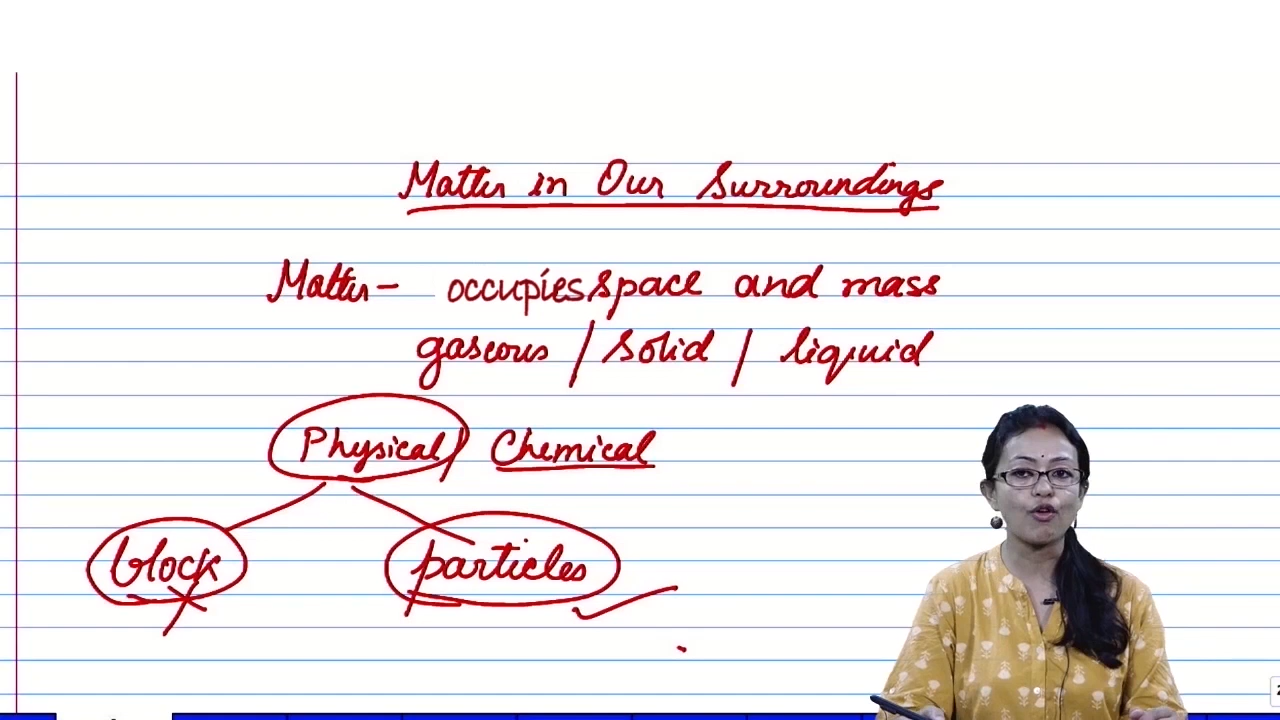 Matter in Our Surroundings
Matter- occupies space and mass
gaseous / solid / liquid
Physical / Chemical
block particles